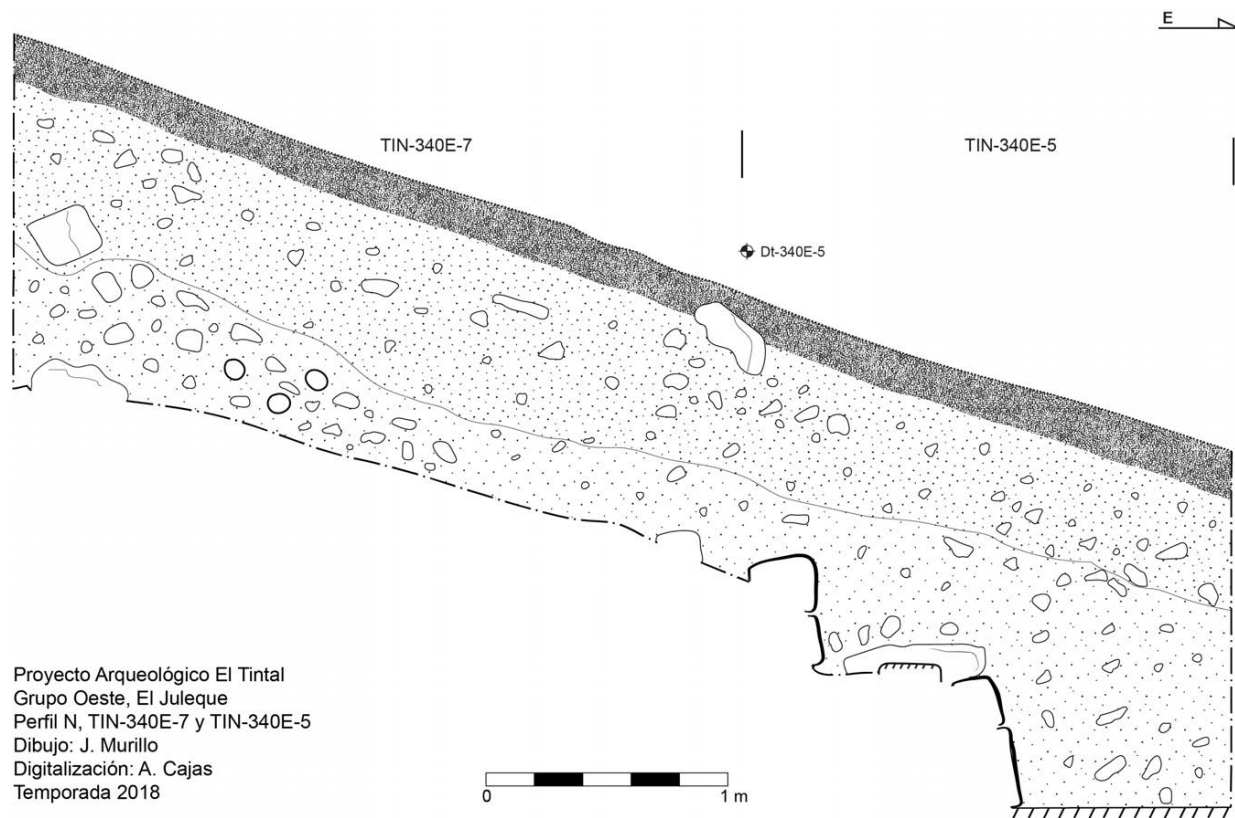 E
TIN-340E-7
TIN-340E-5
Dt-340E-5
Proyecto Arqueológico El Tintal
Grupo Oeste, El Juleque
Perfil N, TIN-340E-7 y TIN-340E-5
Dibujo: J. Murillo
Digitalización: A. Cajas
Temporada 2018
0
1 m